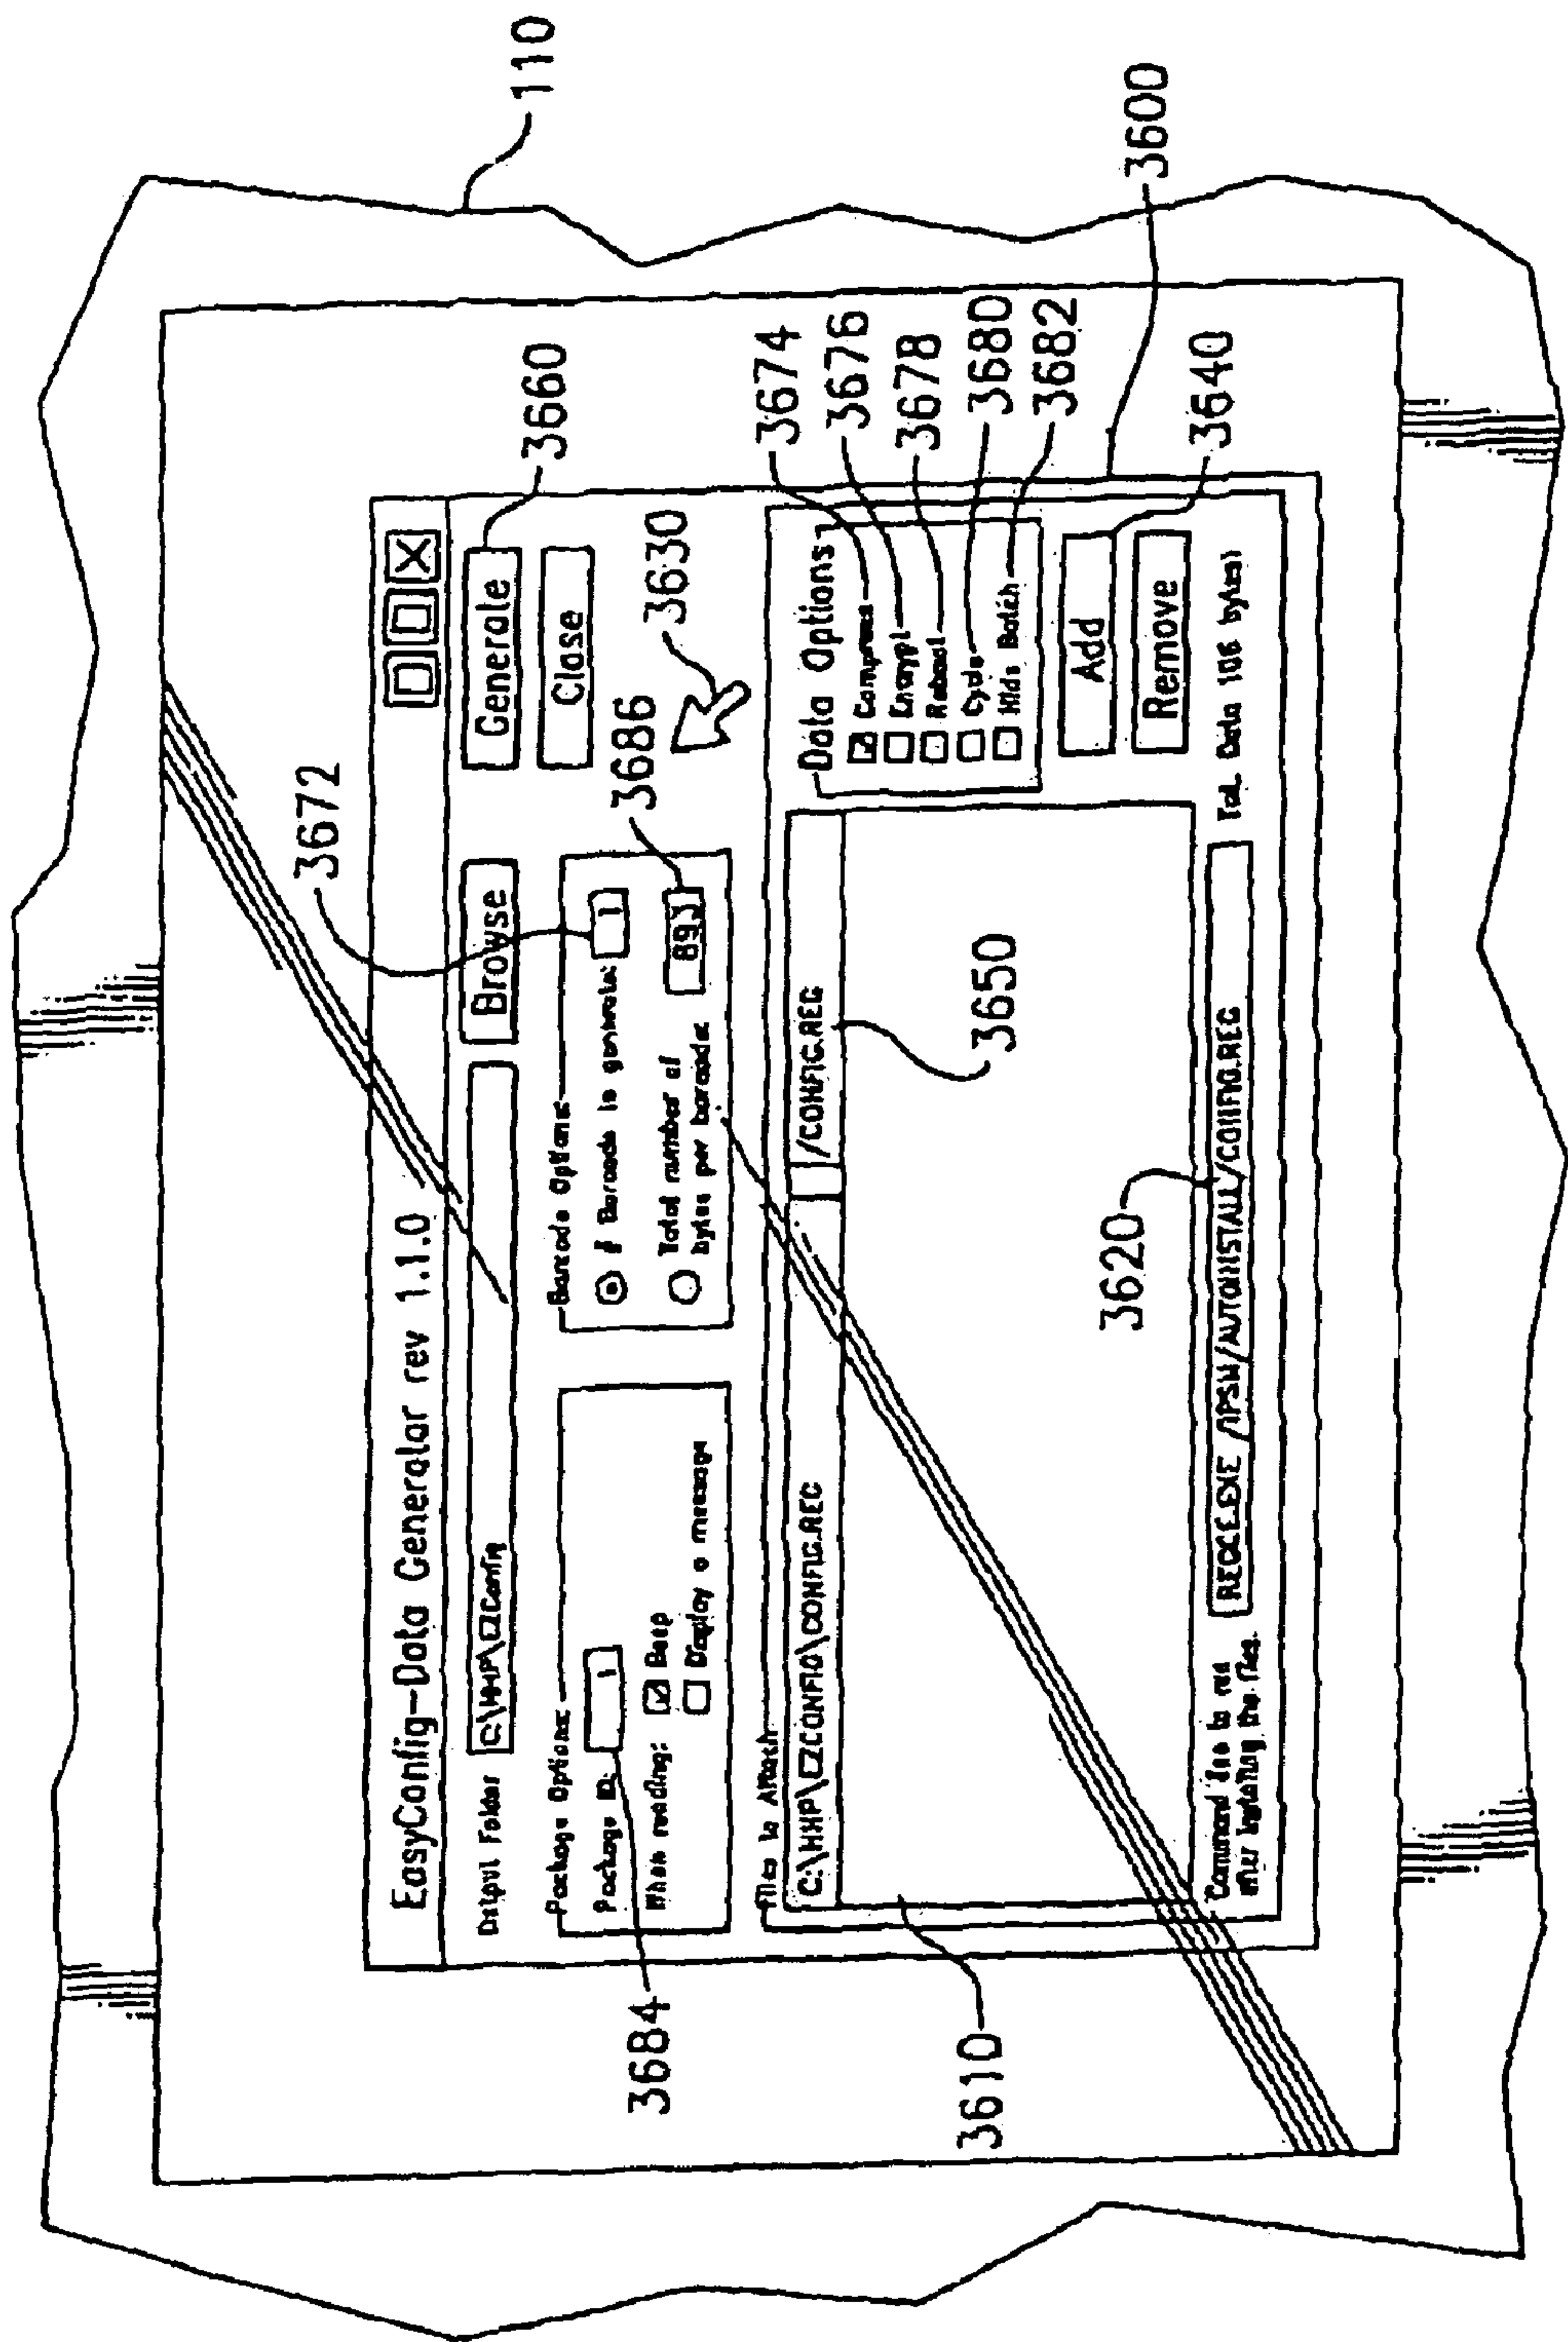 110
3600
3660
3672
3630
3686
3674
3676
3678
3680
3682
3640
3650
3620
3684
3610
EasyConfig-Data Generator rev 1.1.0
Output Folder C:\HHP\EZConfig Browse Generate
Close
Package Options
Package ID: 1
When reading: Beep
Display a message
Barcode Options
# Barcode to generate: 1
Total number of
bytes per barcode: 893
Files to Attach
C:\HHP\EZCONFIG\CONFIG.REG /CONFIG.REG
Data Options
Compress
Encrypt
Reboot
Cycle
Batch
Add
Remove
Command line to run
after installing the files.
REGCE.EXE /IPSM/AUTOINSTALL/CONFIG.REG
Tot. Data 106 bytes